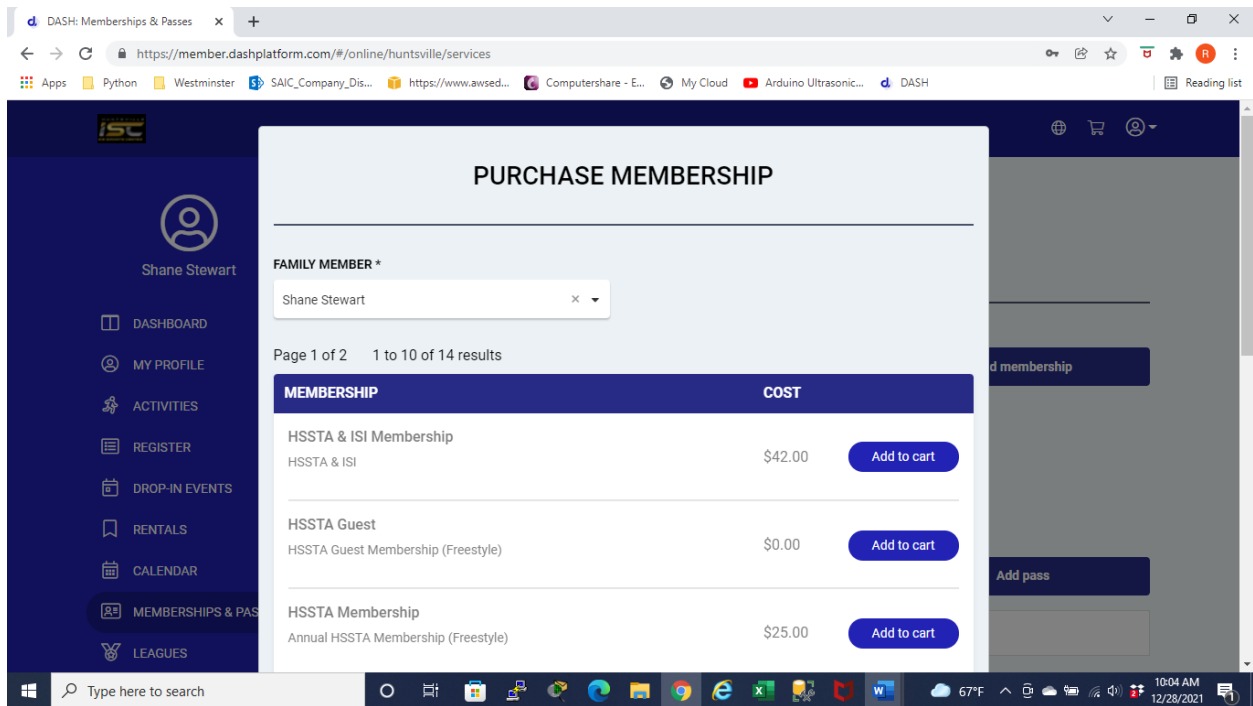 DASH: Memberships & Passes
https://member.dashplatform.com/#/online/huntsville/services
R
Apps
Python
Westminster
SAIC_Company_Dis...
https://www.awsed...
Computershare - E...
My Cloud
Arduino Ultrasonic...
DASH
Reading list
isc
PURCHASE MEMBERSHIP
Shane Stewart
FAMILY MEMBER *
Shane Stewart
DASHBOARD
MY PROFILE
ACTIVITIES
REGISTER
DROP-IN EVENTS
RENTALS
CALENDAR
MEMBERSHIPS & PAS
LEAGUES
Page 1 of 2 1 to 10 of 14 results
d membership
MEMBERSHIP COST
HSSTA & ISI Membership
HSSTA & ISI
$42.00 Add to cart
HSSTA Guest
HSSTA Guest Membership (Freestyle)
$0.00 Add to cart
Add pass
HSSTA Membership
Annual HSSTA Membership (Freestyle)
$25.00 Add to cart
Type here to search
67°F
10:04 AM
12/28/2021